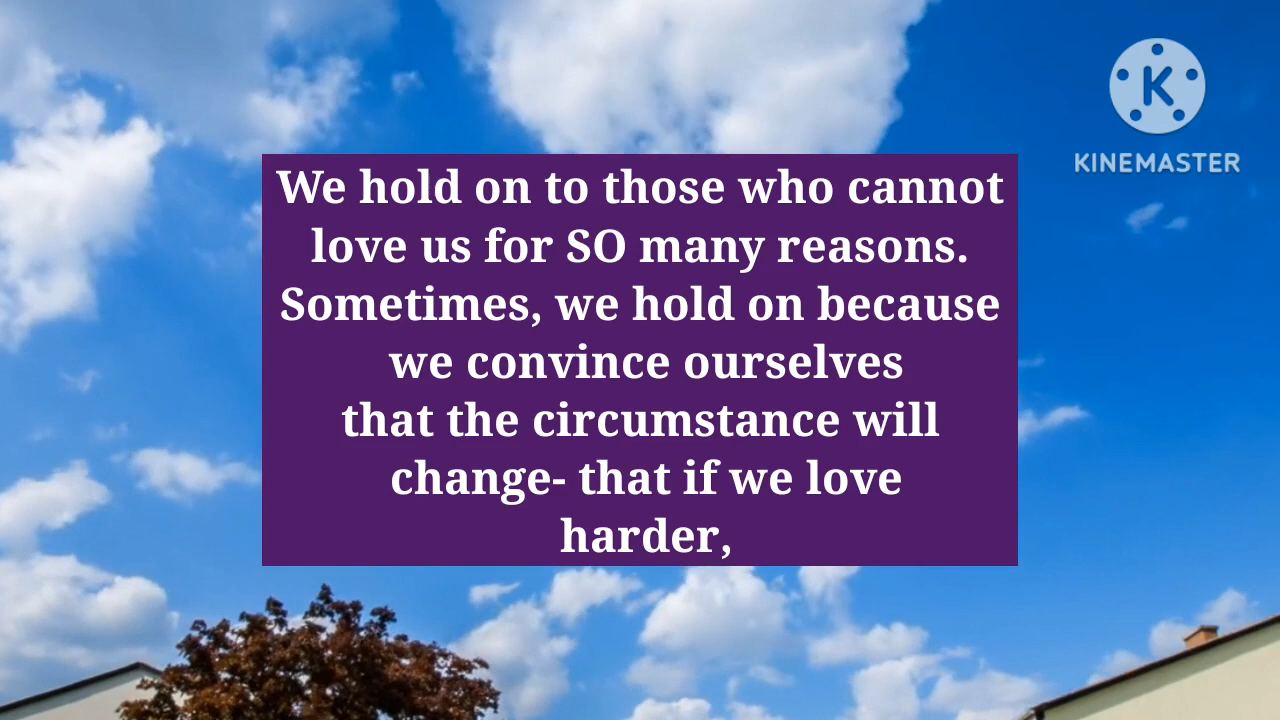 We hold on to those who cannot
love us for SO many reasons.
Sometimes, we hold on because
we convince ourselves
that the circumstance will
change- that if we love
harder,
K
KINEMASTER